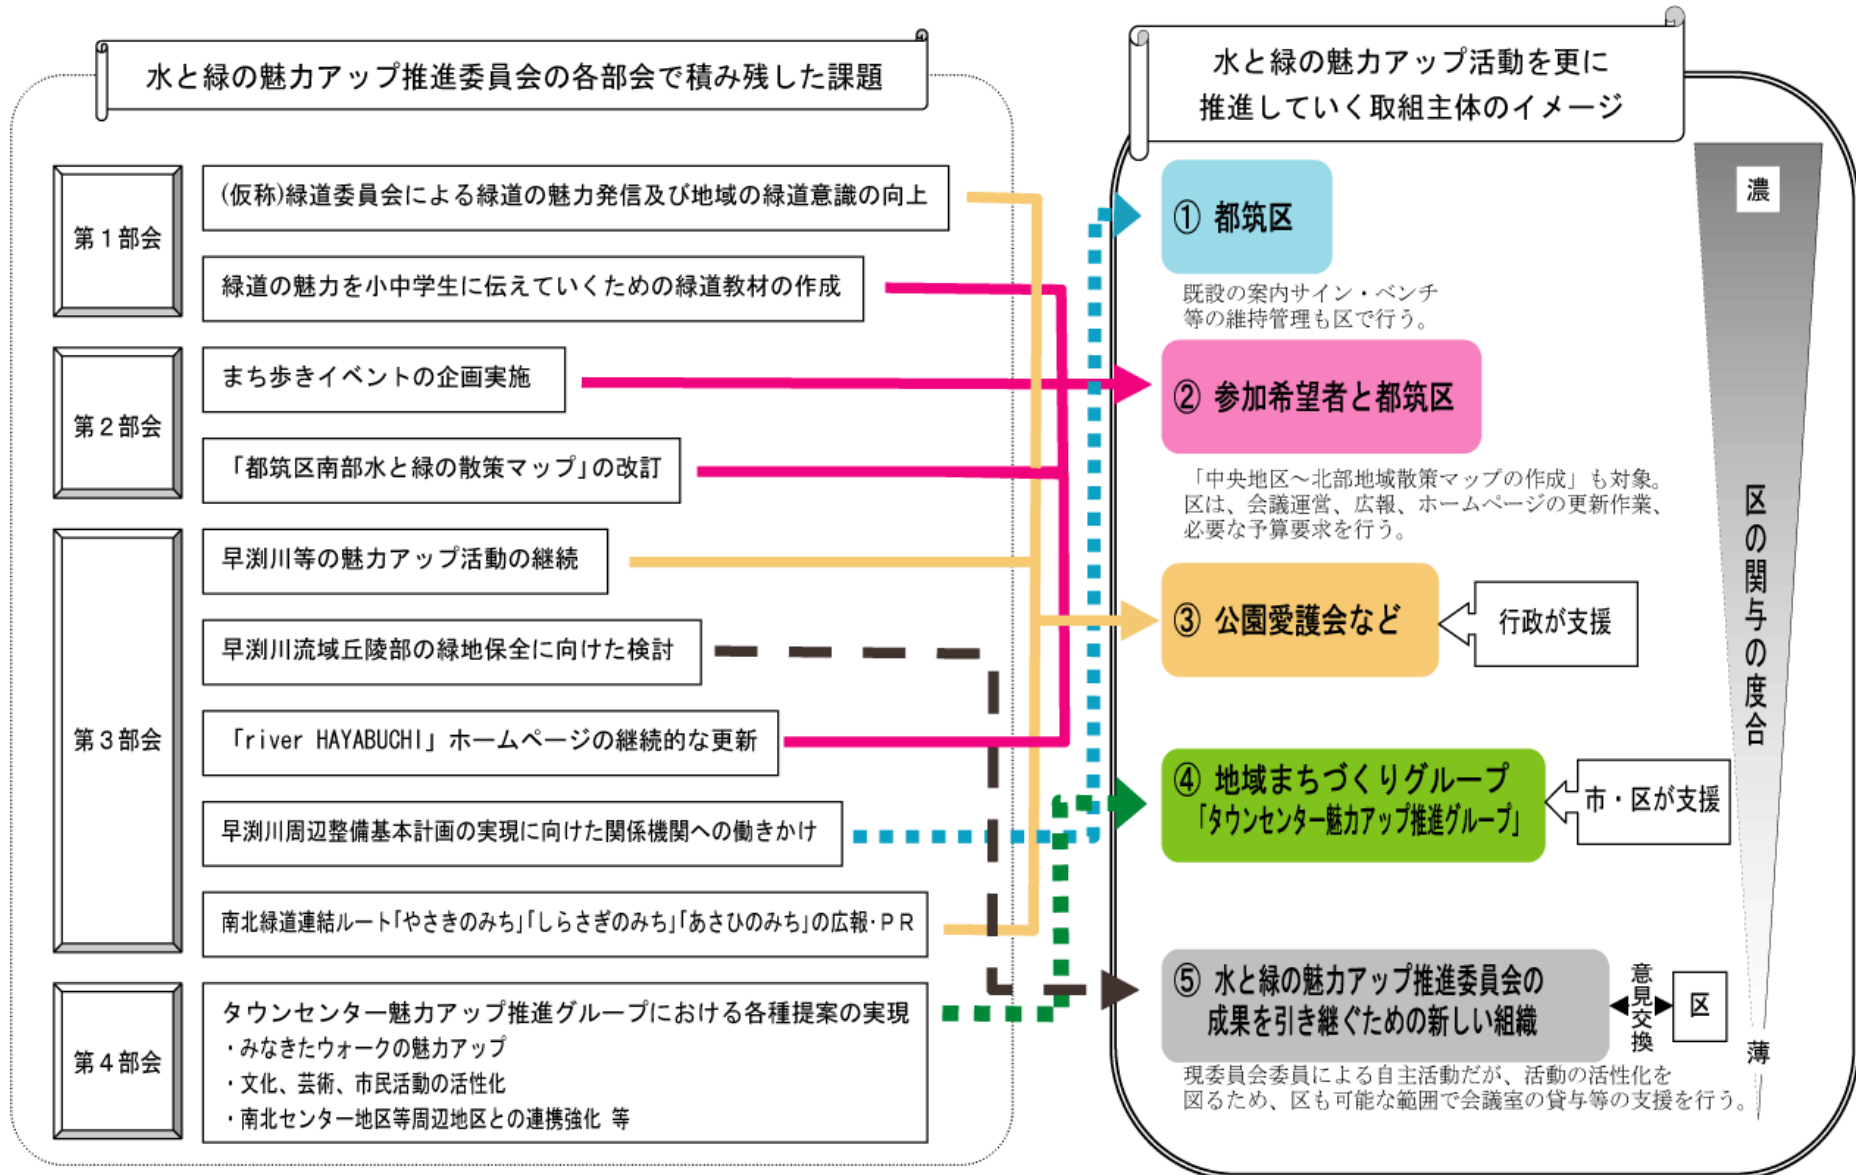 水と緑の魅力アップ推進委員会の各部会で積み残した課題
第１部会
(仮称)緑道委員会による緑道の魅力発信及び地域の緑道意識の向上
緑道の魅力を小中学生に伝えていくための緑道教材の作成
第２部会
まち歩きイベントの企画実施
「都筑区南部水と緑の散策マップ」の改訂
第３部会
早渕川等の魅力アップ活動の継続
早渕川流域丘陵部の緑地保全に向けた検討
「river HAYABUCHI」ホームページの継続的な更新
早渕川周辺整備基本計画の実現に向けた関係機関への働きかけ
南北緑道連結ルート「やさきのみち」「しらさぎのみち」「あさひのみち」の広報・ＰＲ
第４部会
タウンセンター魅力アップ推進グループにおける各種提案の実現
・みなきたウォークの魅力アップ
・文化、芸術、市民活動の活性化
・南北センター地区等周辺地区との連携強化 等
水と緑の魅力アップ活動を更に
推進していく取組主体のイメージ
① 都筑区
既設の案内サイン・ベンチ
等の維持管理も区で行う。
② 参加希望者と都筑区
「中央地区～北部地域散策マップの作成」も対象。
区は、会議運営、広報、ホームページの更新作業、
必要な予算要求を行う。
③ 公園愛護会など
行政が支援
④ 地域まちづくりグループ
「タウンセンター魅力アップ推進グループ」
市・区が支援
⑤ 水と緑の魅力アップ推進委員会の
成果を引き継ぐための新しい組織
意見交換
区
現委員会委員による自主活動だが、活動の活性化を
図るため、区も可能な範囲で会議室の貸与等の支援を行う。
濃
区の関与の度合
薄